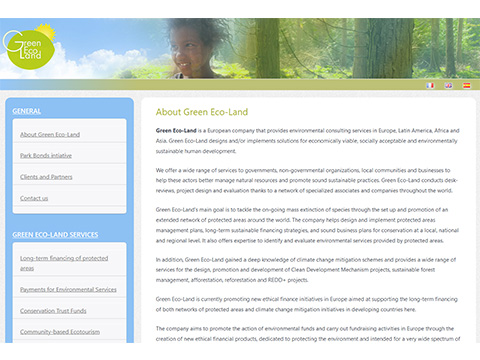 Green
Eco
Land
GENERAL
About Green Eco-Land
Park Bonds intiative
Clients and Partners
Contact us
GREEN ECO-LAND SERVICES
Long-term financing of protected
areas
Payments for Environmental Services
Conservation Trust Funds
Community-based Ecotourism
About Green Eco-Land
Green Eco-Land is a European company that provides environmental consulting services in Europe, Latin America, Africa and
Asia. Green Eco-Land designs and/or implements solutions for economically viable, socially acceptable and environmentally
sustainable human development.
We offer a wide range of services to governments, non-governmental organizations, local communities and businesses to
help these actors better manage natural resources and promote sound sustainable practices. Green Eco-Land conducts desk-
reviews, project design and evaluation thanks to a network of specialized associates and companies throughout the world.
Green Eco-Land's main goal is to tackle the on-going mass extinction of species through the set up and promotion of an
extended network of protected areas around the world. The company helps design and implement protected areas
management plans, long-term sustainable financing strategies, and sound business plans for conservation at a local, national
and regional level. It also offers expertise to identify and evaluate environmental services provided by protected areas.
In addition, Green Eco-Land gained a deep knowledge of climate change mitigation schemes and provides a wide range of
services for the design, promotion and development of Clean Development Mechanism projects, sustainable forest
management, afforestation, reforestation and REDD+ projects.
Green Eco-Land is currently promoting new ethical finance initiatives in Europe aimed at supporting the long-term financing
of both networks of protected areas and climate change mitigation initiatives in developing countries here.
The company aims to promote the action of environmental funds and carry out fundraising activities in Europe through the
creation of new ethical financial products, dedicated to protecting the environment and intended for a very wide spectrum of